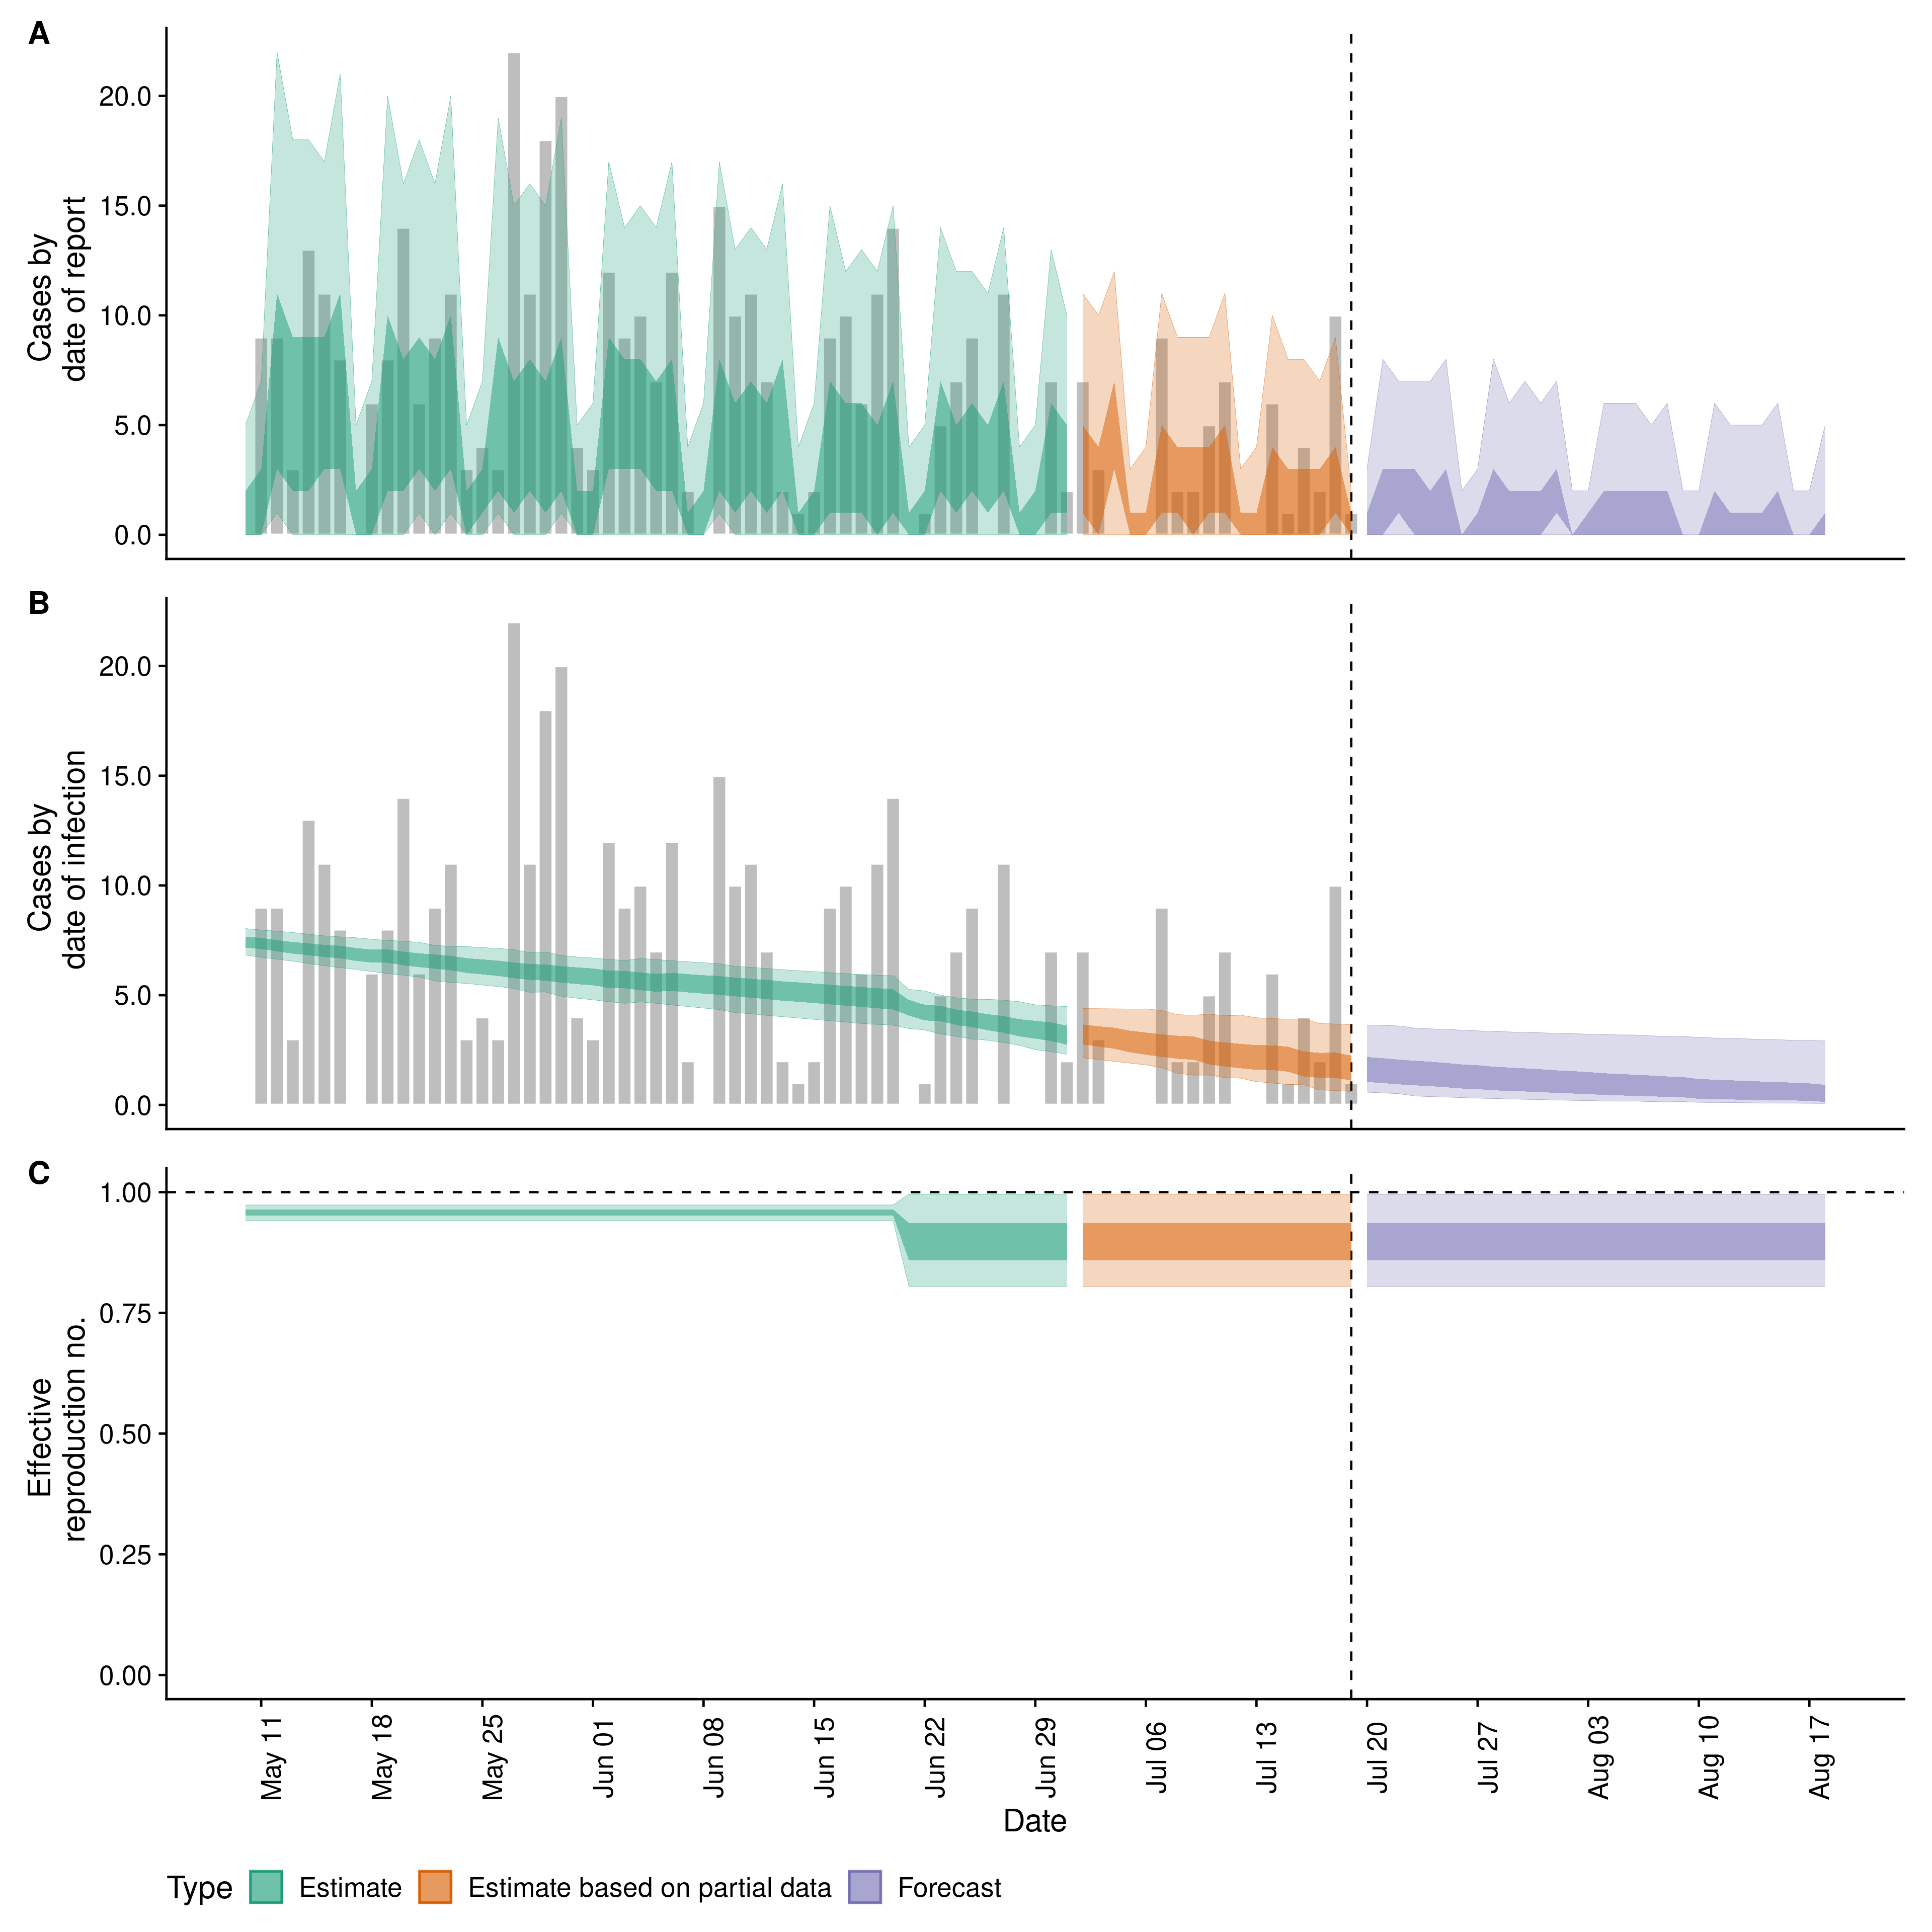 A
Cases by
date of report
20.0
15.0
10.0
5.0
0.0
B
Cases by
date of infection
20.0
15.0
10.0
5.0
0.0
C
Effective
reproduction no.
1.00
0.75
0.50
0.25
0.00
May 11
May 18
May 25
Jun 01
Jun 08
Jun 15
Jun 22
Jun 29
Jul 06
Jul 13
Jul 20
Jul 27
Aug 03
Aug 10
Aug 17
Date
Type Estimate Estimate based on partial data Forecast